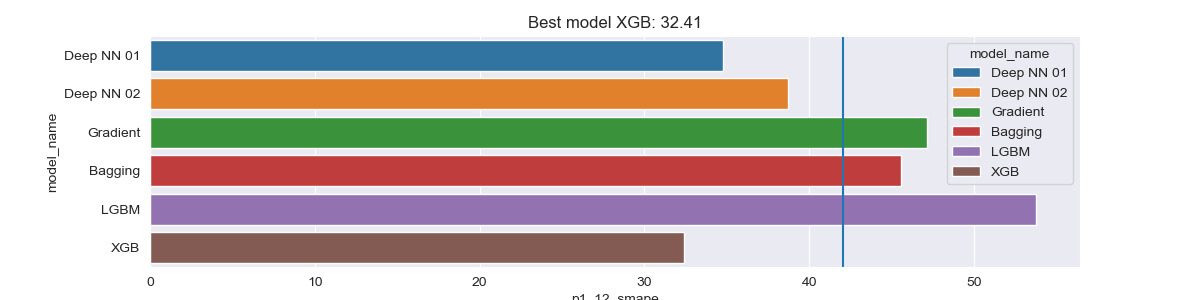 Best model XGB: 32.41
model_name
Deep NN 01
Deep NN 02
Gradient
Bagging
LGBM
XGB
model_name
Deep NN 01
Deep NN 02
Gradient
Bagging
LGBM
XGB
0 10 20 30 40 50
p1_12_smape